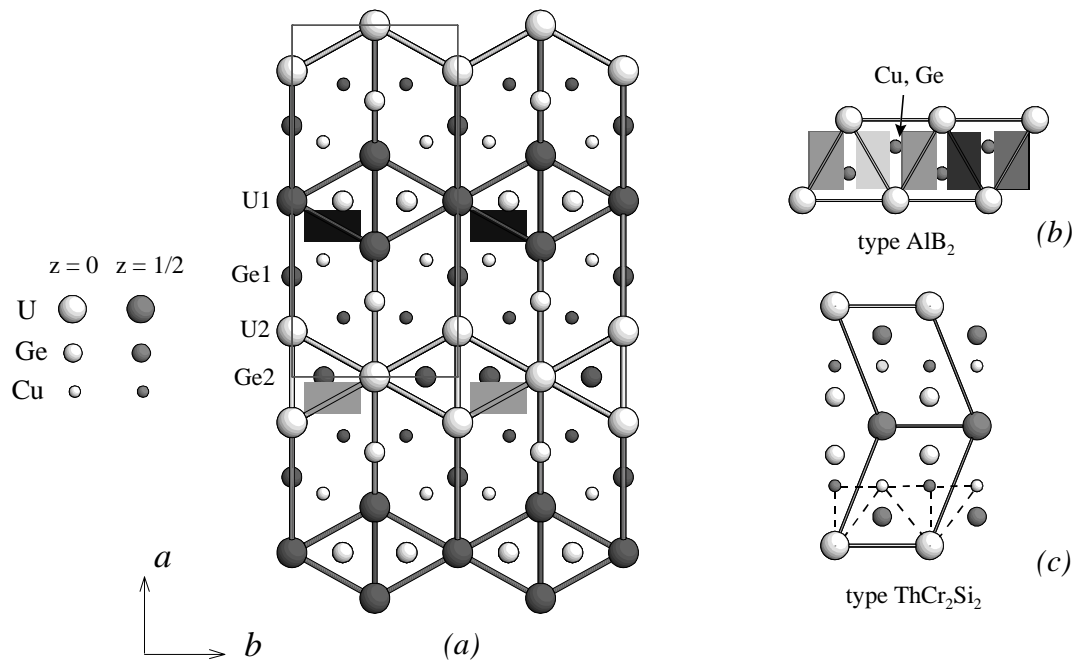 z = 0 z = 1/2
U
Ge
Cu
U1
Ge1
U2
Ge2
a
b
(a)
Cu, Ge
type AlB2
(b)
(c)
type ThCr2Si2